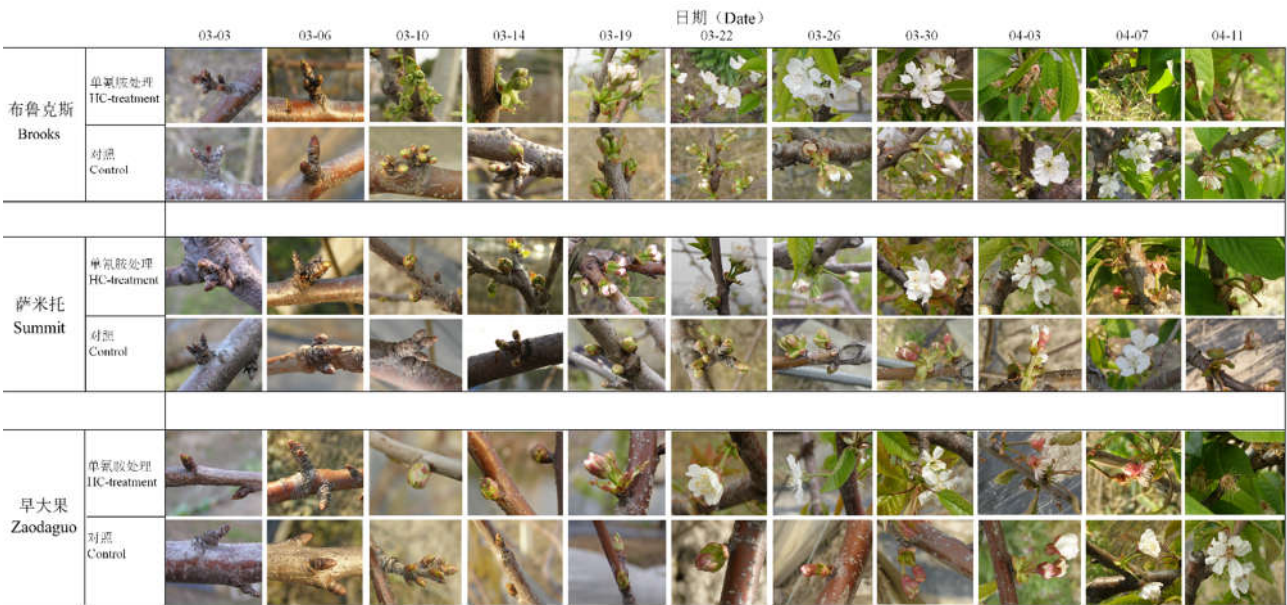 日期（Date）
03-03 03-06 03-10 03-14 03-19 03-22 03-26 03-30 04-03 04-07 04-11
布鲁克斯
Brooks
单氰胺处理
HC-treatment
对照
Control
萨米托
Summit
单氰胺处理
HC-treatment
对照
Control
早大果
Zaodaguo
单氰胺处理
HC-treatment
对照
Control